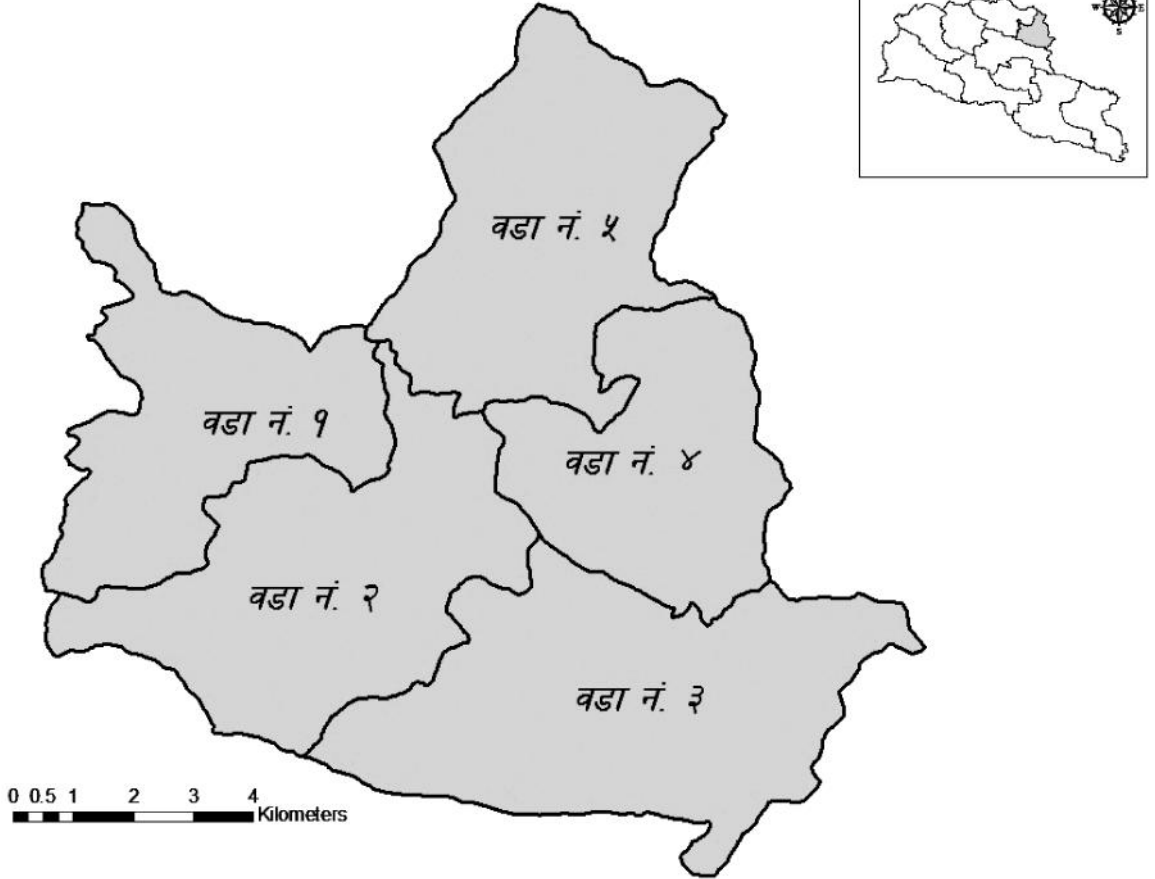 W E
S
वडा नं. ५
वडा नं. १
वडा नं. ४
वडा नं. २
वडा नं. ३
0 0.5 1 2 3 4
Kilometers